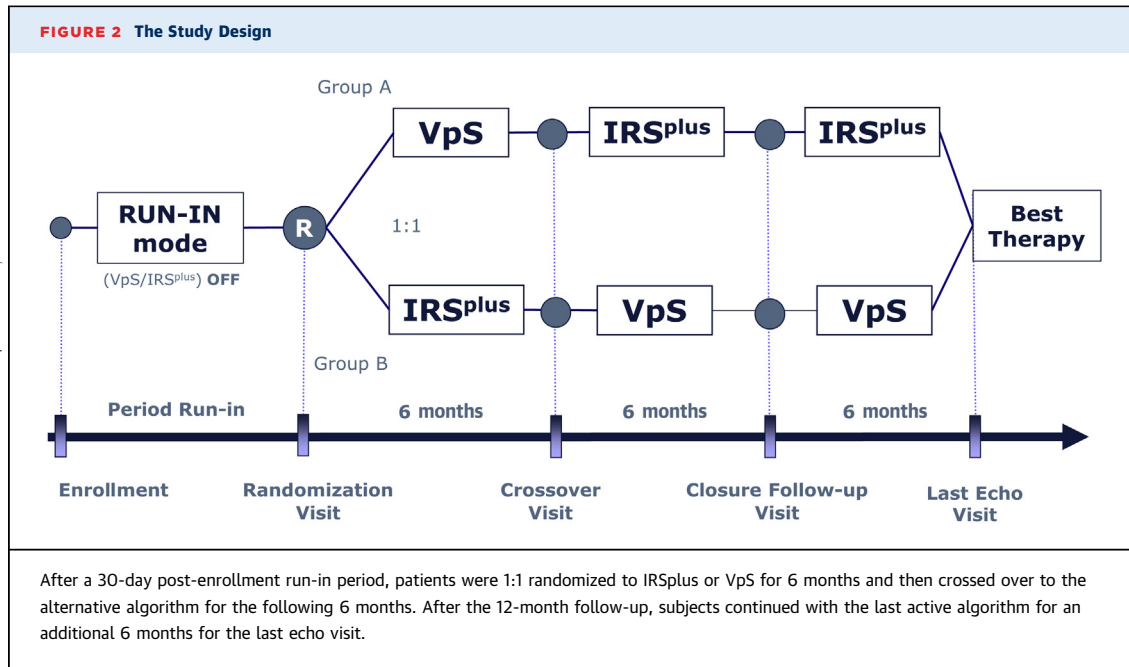 FIGURE 2 The Study Design
Group A
VpS
IRSplus
IRSplus
RUN-IN
mode
(VpS/IRSplus) OFF
R
1:1
Best
Therapy
IRSplus
VpS
VpS
Group B
Period Run-in
6 months
6 months
6 months
Enrollment
Randomization
Visit
Crossover
Visit
Closure Follow-up
Visit
Last Echo
Visit
After a 30-day post-enrollment run-in period, patients were 1:1 randomized to IRSplus or VpS for 6 months and then crossed over to the
alternative algorithm for the following 6 months. After the 12-month follow-up, subjects continued with the last active algorithm for an
additional 6 months for the last echo visit.